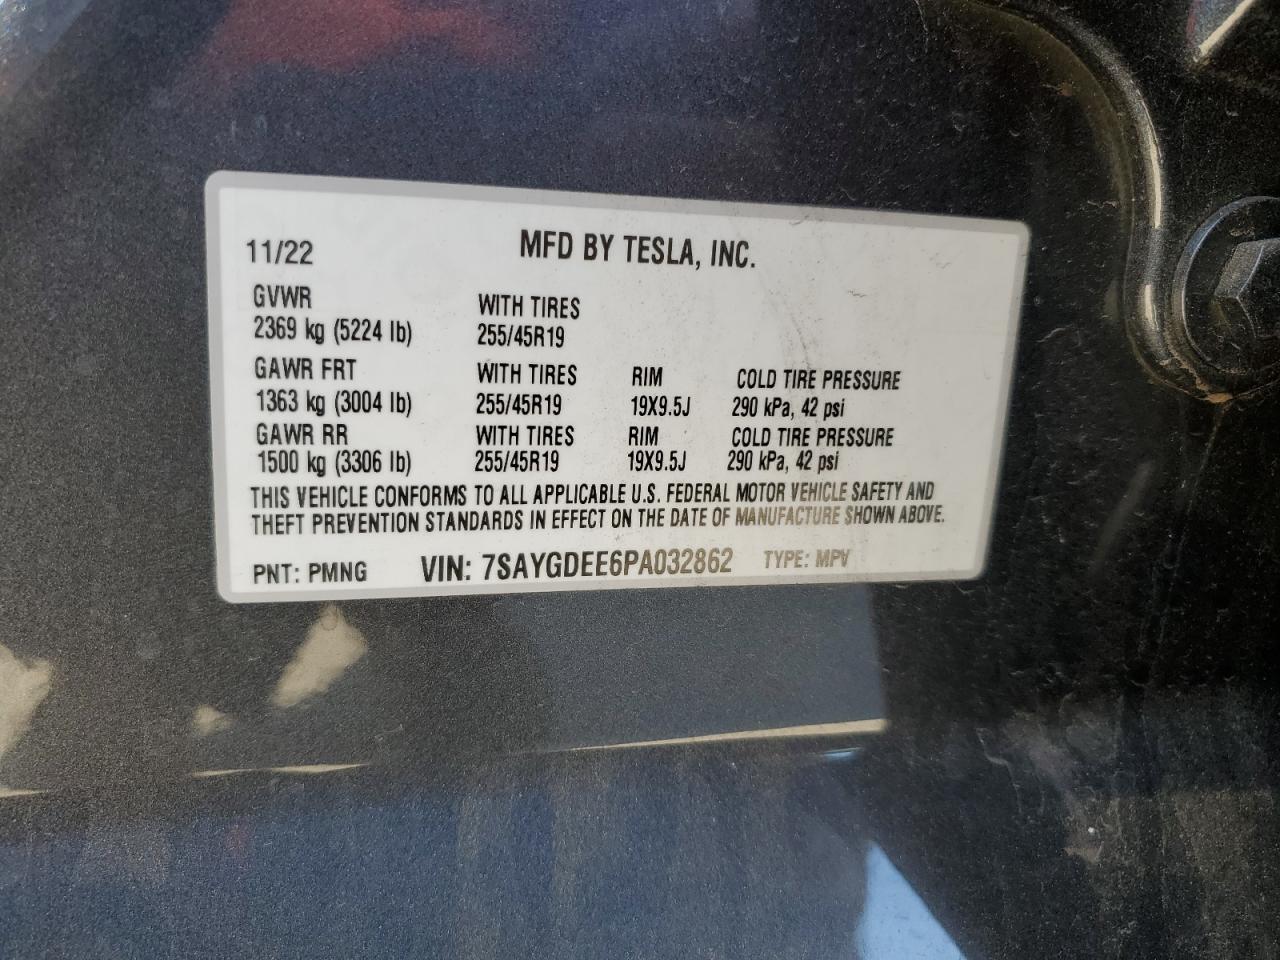 11/22 MFD BY TESLA, INC.
GVWR WITH TIRES
2369 kg (5224 lb) 255/45R19
GAWR FRT WITH TIRES RIM COLD TIRE PRESSURE
1363 kg (3004 lb) 255/45R19 19X9.5J 290 kPa, 42 psi
GAWR RR WITH TIRES RIM COLD TIRE PRESSURE
1500 kg (3306 lb) 255/45R19 19X9.5J 290 kPa, 42 psi
THIS VEHICLE CONFORMS TO ALL APPLICABLE U.S. FEDERAL MOTOR VEHICLE SAFETY AND
THEFT PREVENTION STANDARDS IN EFFECT ON THE DATE OF MANUFACTURE SHOWN ABOVE.
PNT: PMNG VIN: 7SAYGDEE6PA032862 TYPE: MPV